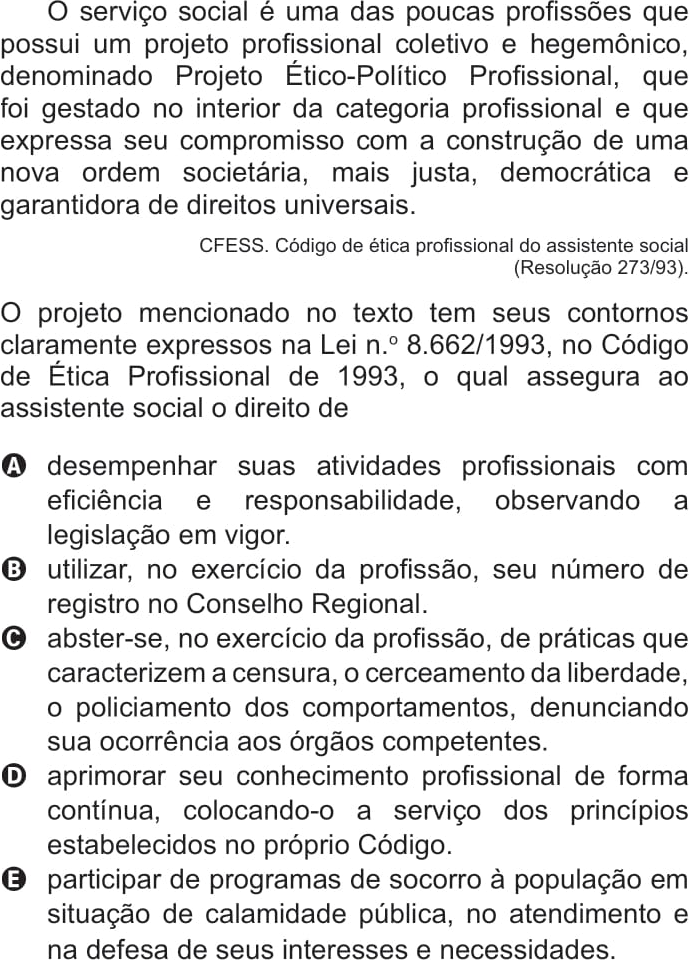 O serviço social é uma das poucas profissões que
possui um projeto profissional coletivo e hegemônico,
denominado Projeto Ético-Político Profissional, que
foi gestado no interior da categoria profissional e que
expressa seu compromisso com a construção de uma
nova ordem societária, mais justa, democrática e
garantidora de direitos universais.
CFESS. Código de ética profissional do assistente social
(Resolução 273/93).
O projeto mencionado no texto tem seus contornos
claramente expressos na Lei n.º 8.662/1993, no Código
de Ética Profissional de 1993, o qual assegura ao
assistente social o direito de
A desempenhar suas atividades profissionais com
eficiência e responsabilidade, observando a
legislação em vigor.
B utilizar, no exercício da profissão, seu número de
registro no Conselho Regional.
C abster-se, no exercício da profissão, de práticas que
caracterizem a censura, o cerceamento da liberdade,
o policiamento dos comportamentos, denunciando
sua ocorrência aos órgãos competentes.
D aprimorar seu conhecimento profissional de forma
contínua, colocando-o a serviço dos princípios
estabelecidos no próprio Código.
E participar de programas de socorro à população em
situação de calamidade pública, no atendimento e
na defesa de seus interesses e necessidades.